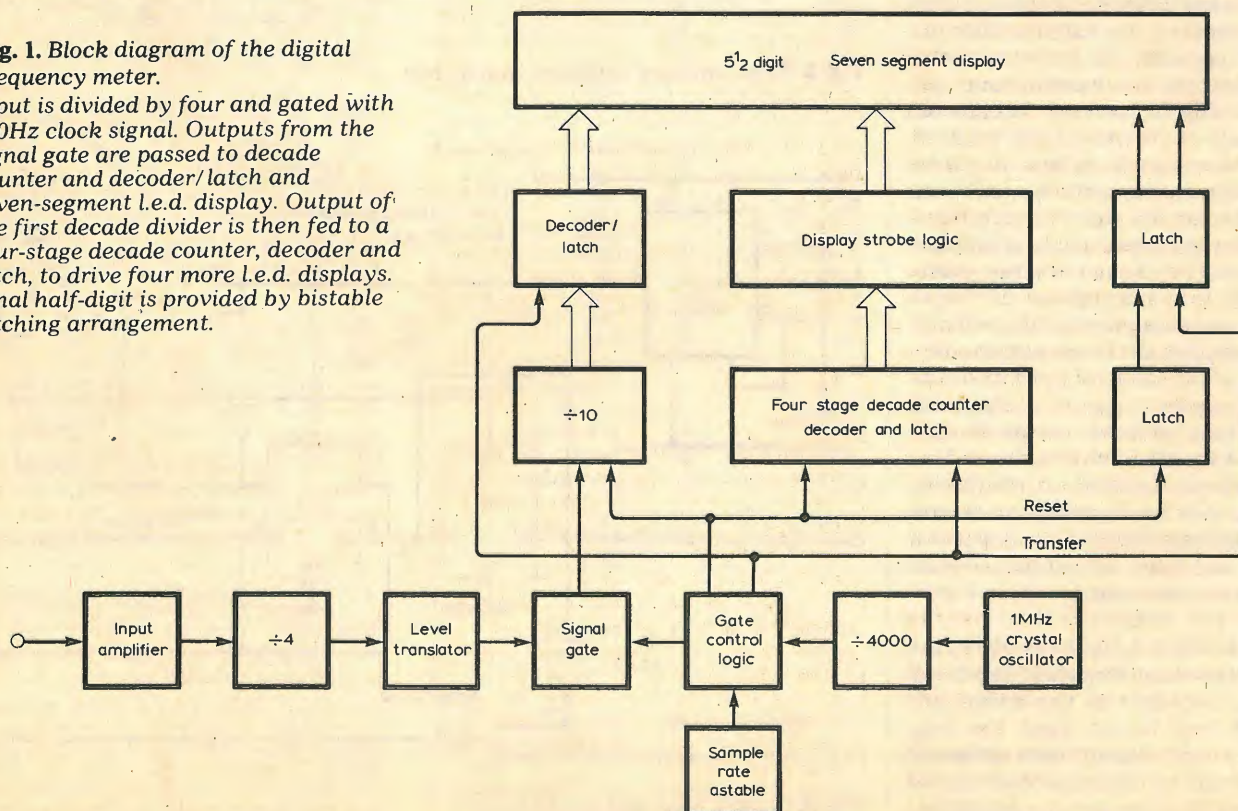 g. 1. Block diagram of the digital
equency meter.
put is divided by four and gated with
0Hz clock signal. Outputs from the
gnal gate are passed to decade
unter and decoder/latch and
ven-segment l.e.d. display. Output of
e first decade divider is then fed to a
ur-stage decade counter, decoder and
tch, to drive four more l.e.d. displays.
nal half-digit is provided by bistable
tching arrangement.
5½ digit Seven segment display
Decoder/
latch
Display strobe logic
Latch
÷10
Four stage decade counter
decoder and latch
Latch
Reset
Transfer
Input
amplifier
÷4
Level
translator
Signal
gate
Gate
control
logic
÷4000
1MHz
crystal
oscillator
Sample
rate
astable